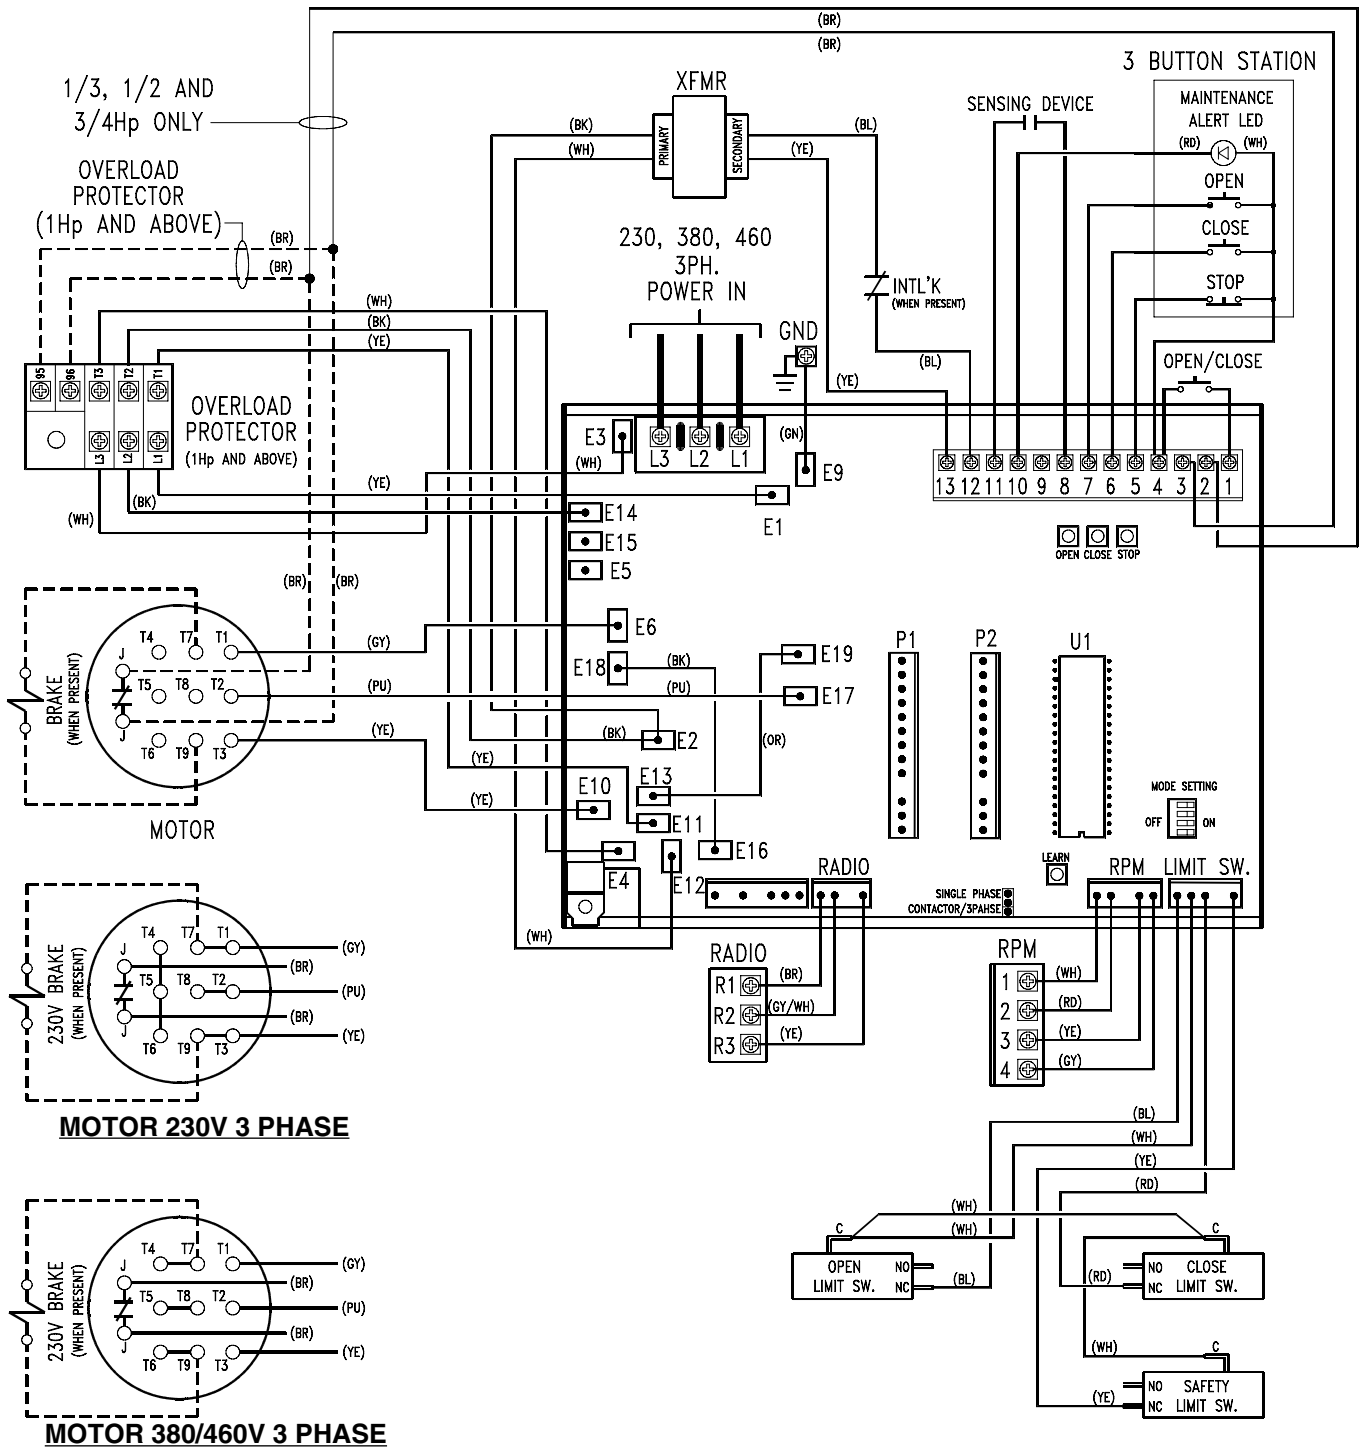 (BR)
(BR)
3 BUTTON STATION
1/3, 1/2 AND
3/4Hp ONLY
XFMR
SENSING DEVICE
MAINTENANCE
ALERT LED
(BK)
(WH)
PRIMARY
SECONDARY
(BL)
(YE)
(RD)
(WH)
OVERLOAD
PROTECTOR
(1Hp AND ABOVE)
OPEN
CLOSE
STOP
(BR)
(BR)
230, 380, 460
3PH.
POWER IN
INTL'K
(WHEN PRESENT)
(WH)
(BK)
(YE)
GND
(BL)
(YE)
OPEN/CLOSE
95
96
T3
T2
T1
L3
L2
L1
OVERLOAD
PROTECTOR
(1Hp AND ABOVE)
E3
L3
L2
L1
(GN)
E9
(WH)
(YE)
(BK)
(WH)
E1
13
12
11
10
9
8
7
6
5
4
3
2
1
E14
E15
E5
OPEN
CLOSE
STOP
(BR)
(BR)
T4
T7
T1
J
T5
T8
T2
J
T6
T9
T3
BRAKE
(WHEN PRESENT)
MOTOR
(GY)
(PU)
(YE)
E6
E18
(BK)
(PU)
E19
E17
(BK)
E2
(OR)
(YE)
E13
E10
(YE)
E11
E16
E4
E12
P1
P2
U1
MODE SETTING
OFF
ON
LEARN
RADIO
RPM
LIMIT SW.
SINGLE PHASE
CONTACTOR/3PAHSE
(WH)
T4
T7
T1
J
T5
T8
T2
J
T6
T9
T3
230V BRAKE
(WHEN PRESENT)
(GY)
(BR)
(PU)
(BR)
(YE)
MOTOR 230V 3 PHASE
RADIO
R1
(BR)
R2
(GY/WH)
R3
(YE)
RPM
1
(WH)
2
(RD)
3
(YE)
4
(GY)
(BL)
(WH)
(YE)
(RD)
(WH)
(WH)
C
OPEN
LIMIT SW.
NO
NC
(BL)
C
(RD)
NO
NC
CLOSE
LIMIT SW.
(WH)
C
(YE)
NO
NC
SAFETY
LIMIT SW.
T4
T7
T1
J
T5
T8
T2
J
T6
T9
T3
230V BRAKE
(WHEN PRESENT)
(GY)
(BR)
(PU)
(BR)
(YE)
MOTOR 380/460V 3 PHASE